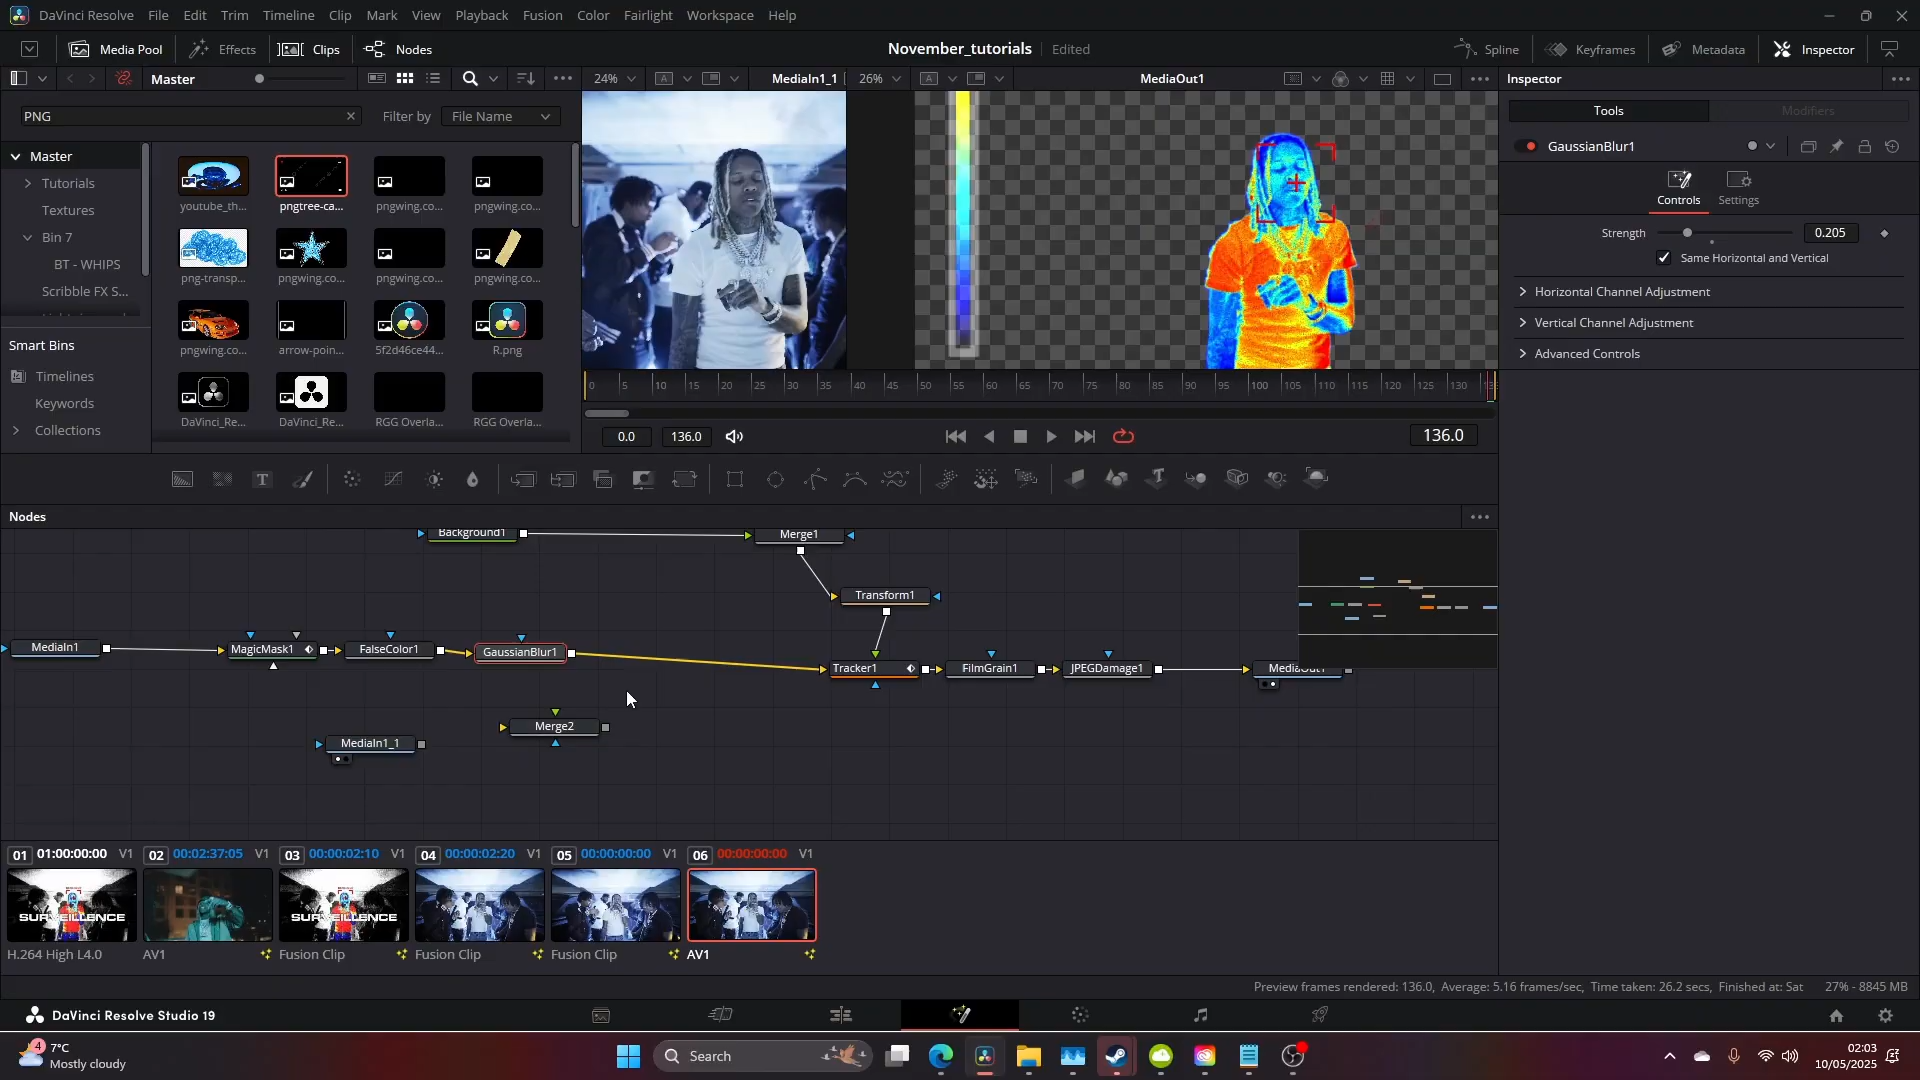 DaVinci Resolve File Edit Trim Timeline Clip Mark View Playback Fusion Color Fairlight Workspace Help
Media Pool Effects Clips Nodes November_tutorials Edited Spline Keyframes Metadata Inspector
Master 24% MediaIn1_1 26% MediaOut1 Inspector
PNG Filter by File Name
Tools Modifiers
GaussianBlur1
Controls Settings
Strength 0.205
Same Horizontal and Vertical
Horizontal Channel Adjustment
Vertical Channel Adjustment
Advanced Controls
Master
Tutorials
Textures
Bin 7
BT - WHIPS
Scribble FX S...
Smart Bins
Timelines
Keywords
Collections
youtube_th... pngtree-ca... pngwing.co... pngwing.co...
png-transp... pngwing.co... pngwing.co... pngwing.co...
pngwing.co... arrow-poin... 5f2d46ce44... R.png
DaVinci_Re... DaVinci_Re... RGG Overla... RGG Overla...
0 5 10 15 20 25 30 35 40 45 50 55 60 65 70 75 80 85 90 95 100 105 110 115 120 125 130
0.0 136.0 136.0
Nodes
Background1 Merge1
Transform1
MediaIn1 MagicMask1 FalseColor1 GaussianBlur1 Tracker1 FilmGrain1 JPEGDamage1 MediaOut1
Merge2
MediaIn1_1
01 01:00:00:00 V1 02 00:02:37:05 V1 03 00:00:02:10 V1 04 00:00:02:20 V1 05 00:00:00:00 V1 06 00:00:00:00 V1
SURVEILLENCE SURVEILLENCE
H.264 High L4.0 AV1 Fusion Clip Fusion Clip Fusion Clip AV1
Preview frames rendered: 136.0, Average: 5.16 frames/sec, Time taken: 26.2 secs, Finished at: Sat 27% - 8845 MB
DaVinci Resolve Studio 19
4 7°C
Mostly cloudy
Search
02:03
10/05/2025